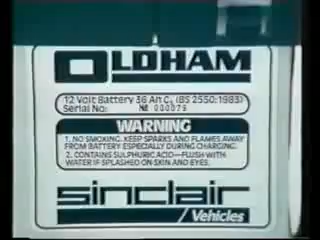 OLDHAM
12 Volt Battery 36 Ah C₅ (BS 2550:1983)
Serial No: № 000079
WARNING
1. NO SMOKING, KEEP SPARKS AND FLAMES AWAY
FROM BATTERY ESPECIALLY DURING CHARGING.
2. CONTAINS SULPHURIC ACID—FLUSH WITH
WATER IF SPLASHED ON SKIN AND EYES.
sinclair
Vehicles